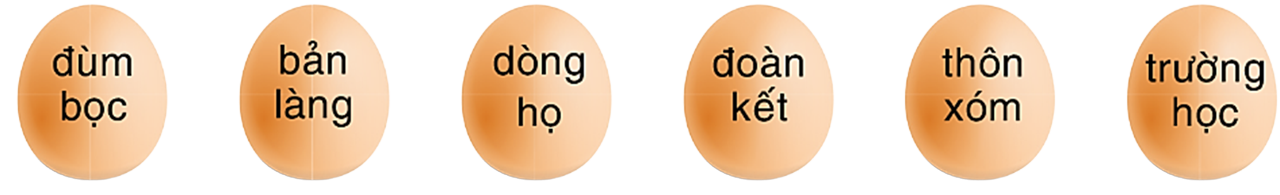 đùm
bọc
bản
làng
dòng
họ
đoàn
kết
thôn
xóm
trường
học